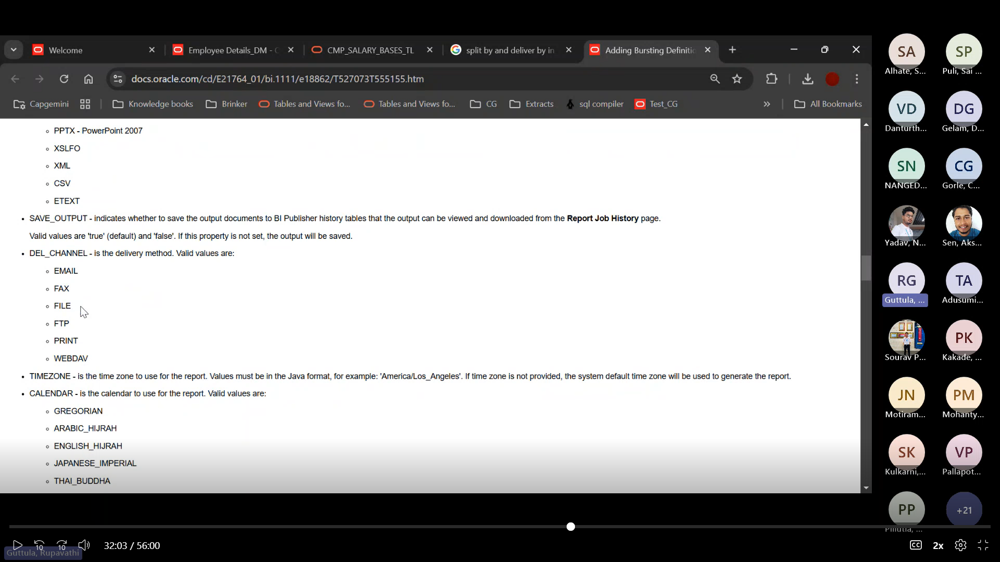 Welcome
Employee Details_DM - C
CMP_SALARY_BASES_TL
split by and deliver by in
Adding Bursting Definitio
docs.oracle.com/cd/E21764_01/bi.1111/e18862/T527073T555155.htm
Capgemini
Knowledge books
Brinker
Tables and Views fo...
Tables and Views fo...
CG
Extracts
sql compiler
Test_CG
»
All Bookmarks
PPTX - PowerPoint 2007
XSLFO
XML
CSV
ETEXT
SAVE_OUTPUT - indicates whether to save the output documents to BI Publisher history tables that the output can be viewed and downloaded from the Report Job History page.
Valid values are 'true' (default) and 'false'. If this property is not set, the output will be saved.
DEL_CHANNEL - is the delivery method. Valid values are:
EMAIL
FAX
FILE
FTP
PRINT
WEBDAV
TIMEZONE - is the time zone to use for the report. Values must be in the Java format, for example: 'America/Los_Angeles'. If time zone is not provided, the system default time zone will be used to generate the report.
CALENDAR - is the calendar to use for the report. Valid values are:
GREGORIAN
ARABIC_HIJRAH
ENGLISH_HIJRAH
JAPANESE_IMPERIAL
THAI_BUDDHA
SA
SP
Alhate, S...
Puli, Sai ...
VD
DG
Danturth...
Gelam, D...
SN
CG
NANGED...
Gorle, C...
Yadav, N...
Sen, Aks...
RG
TA
Guttula, ...
Adusumi...
PK
Sourav P...
Kakade, ...
JN
PM
Motiram...
Mohanty...
SK
VP
Kulkarni,...
Pallapot...
PP
+21
10
10
32:03 / 56:00
Guttula, Rupavathi
CC
2x